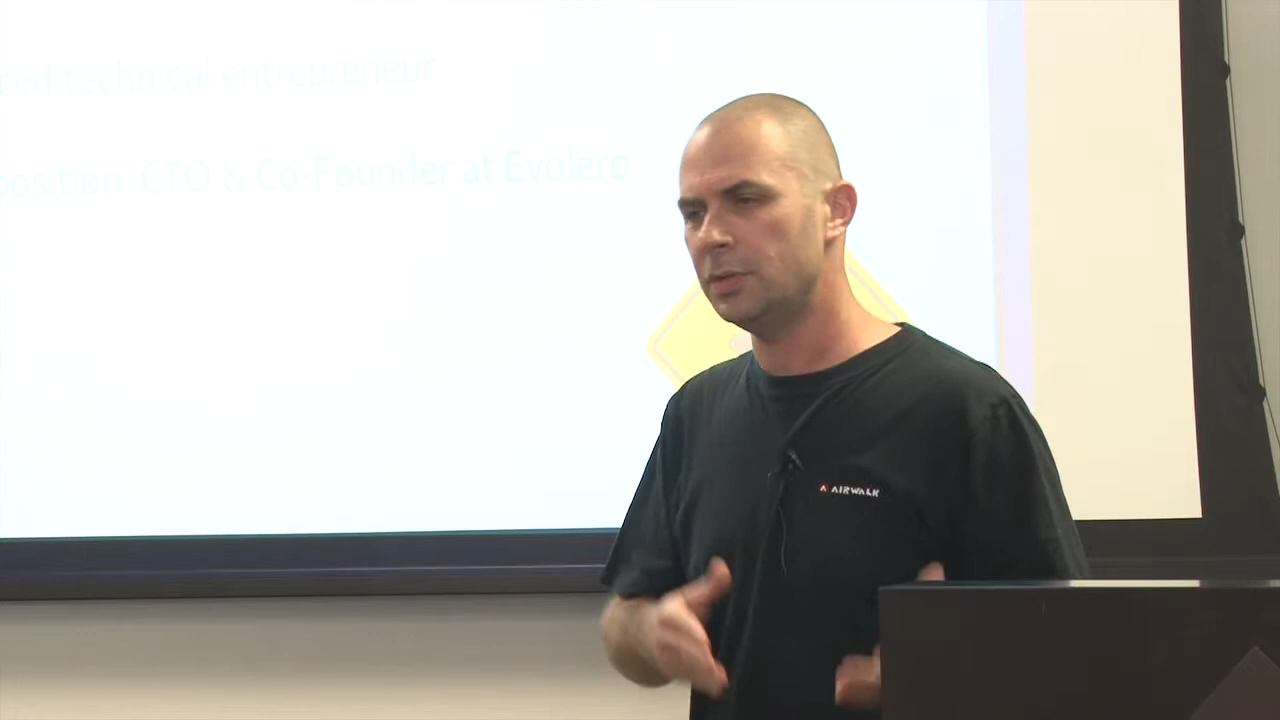 red technical entrepreneur
position: CTO & Co-Founder at Evolero
AIRWALK